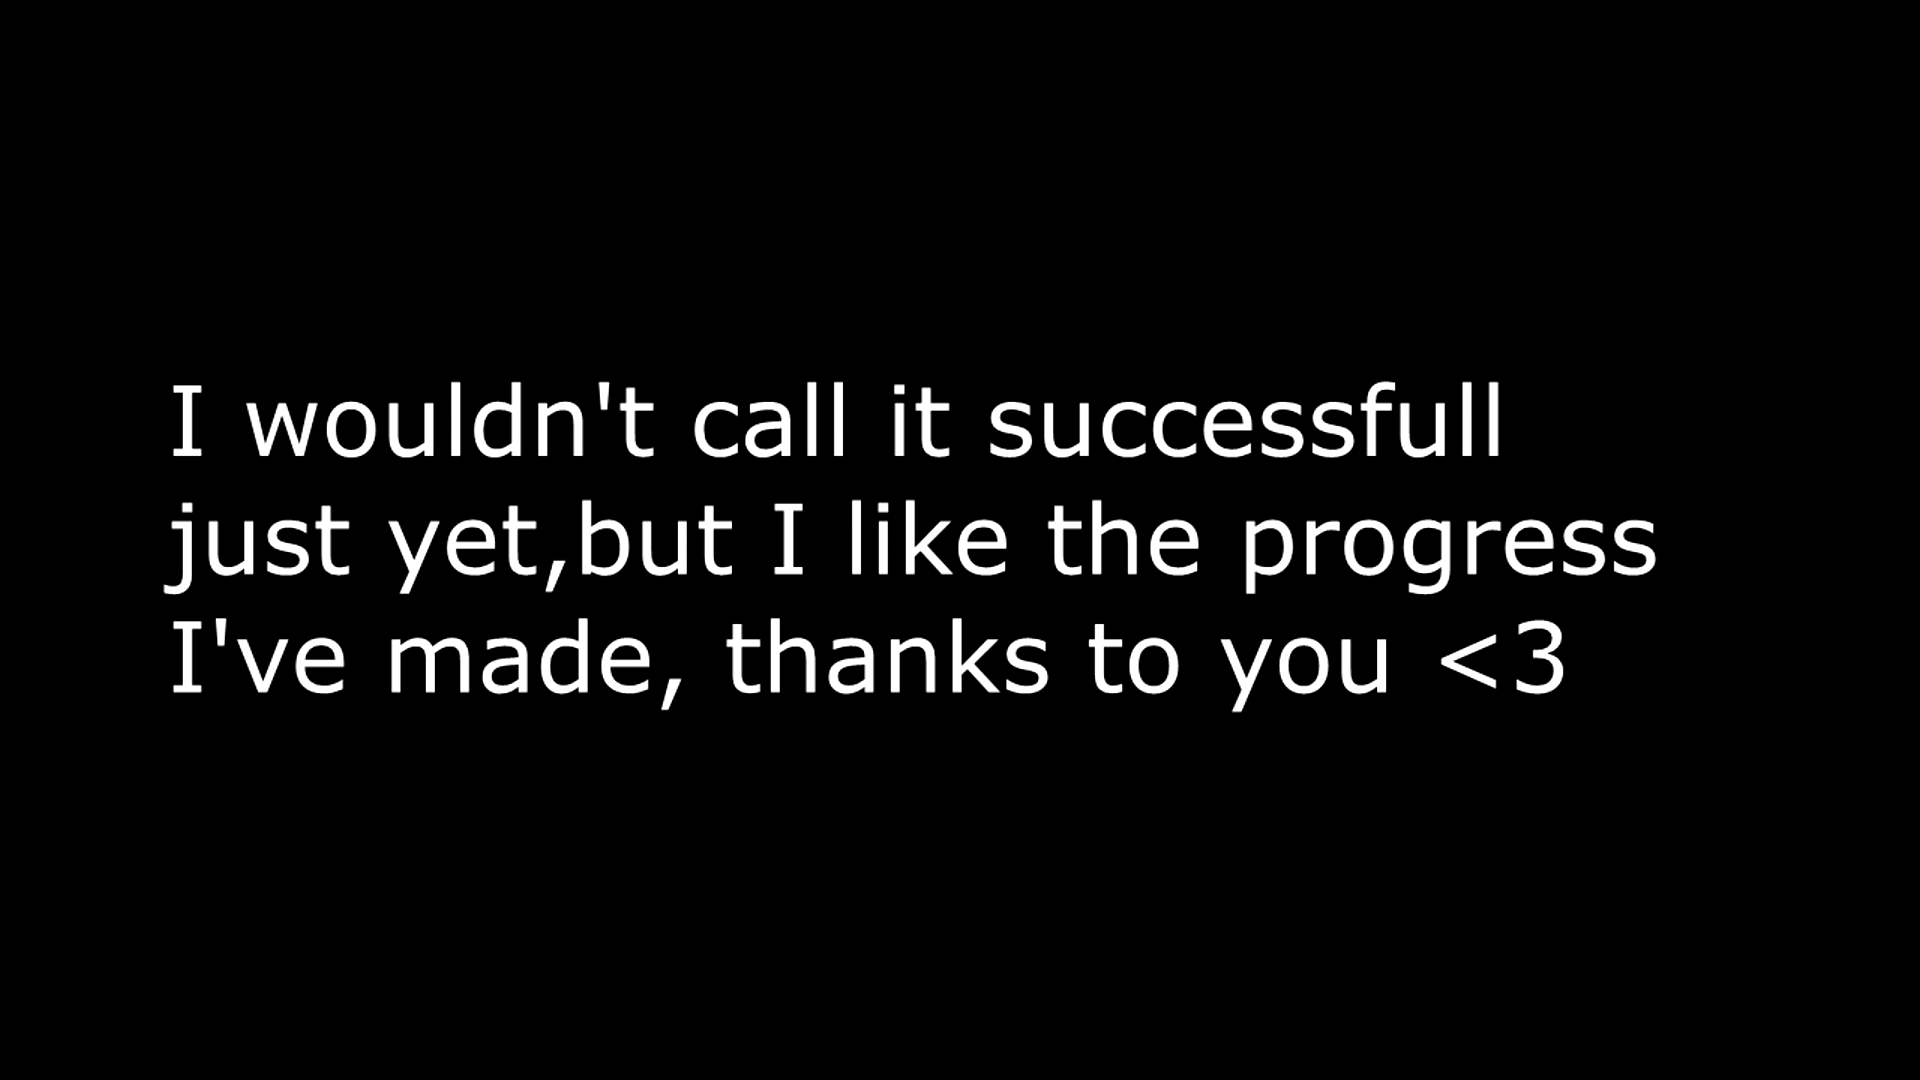 I wouldn't call it successfull
just yet,but I like the progress
I've made, thanks to you <3